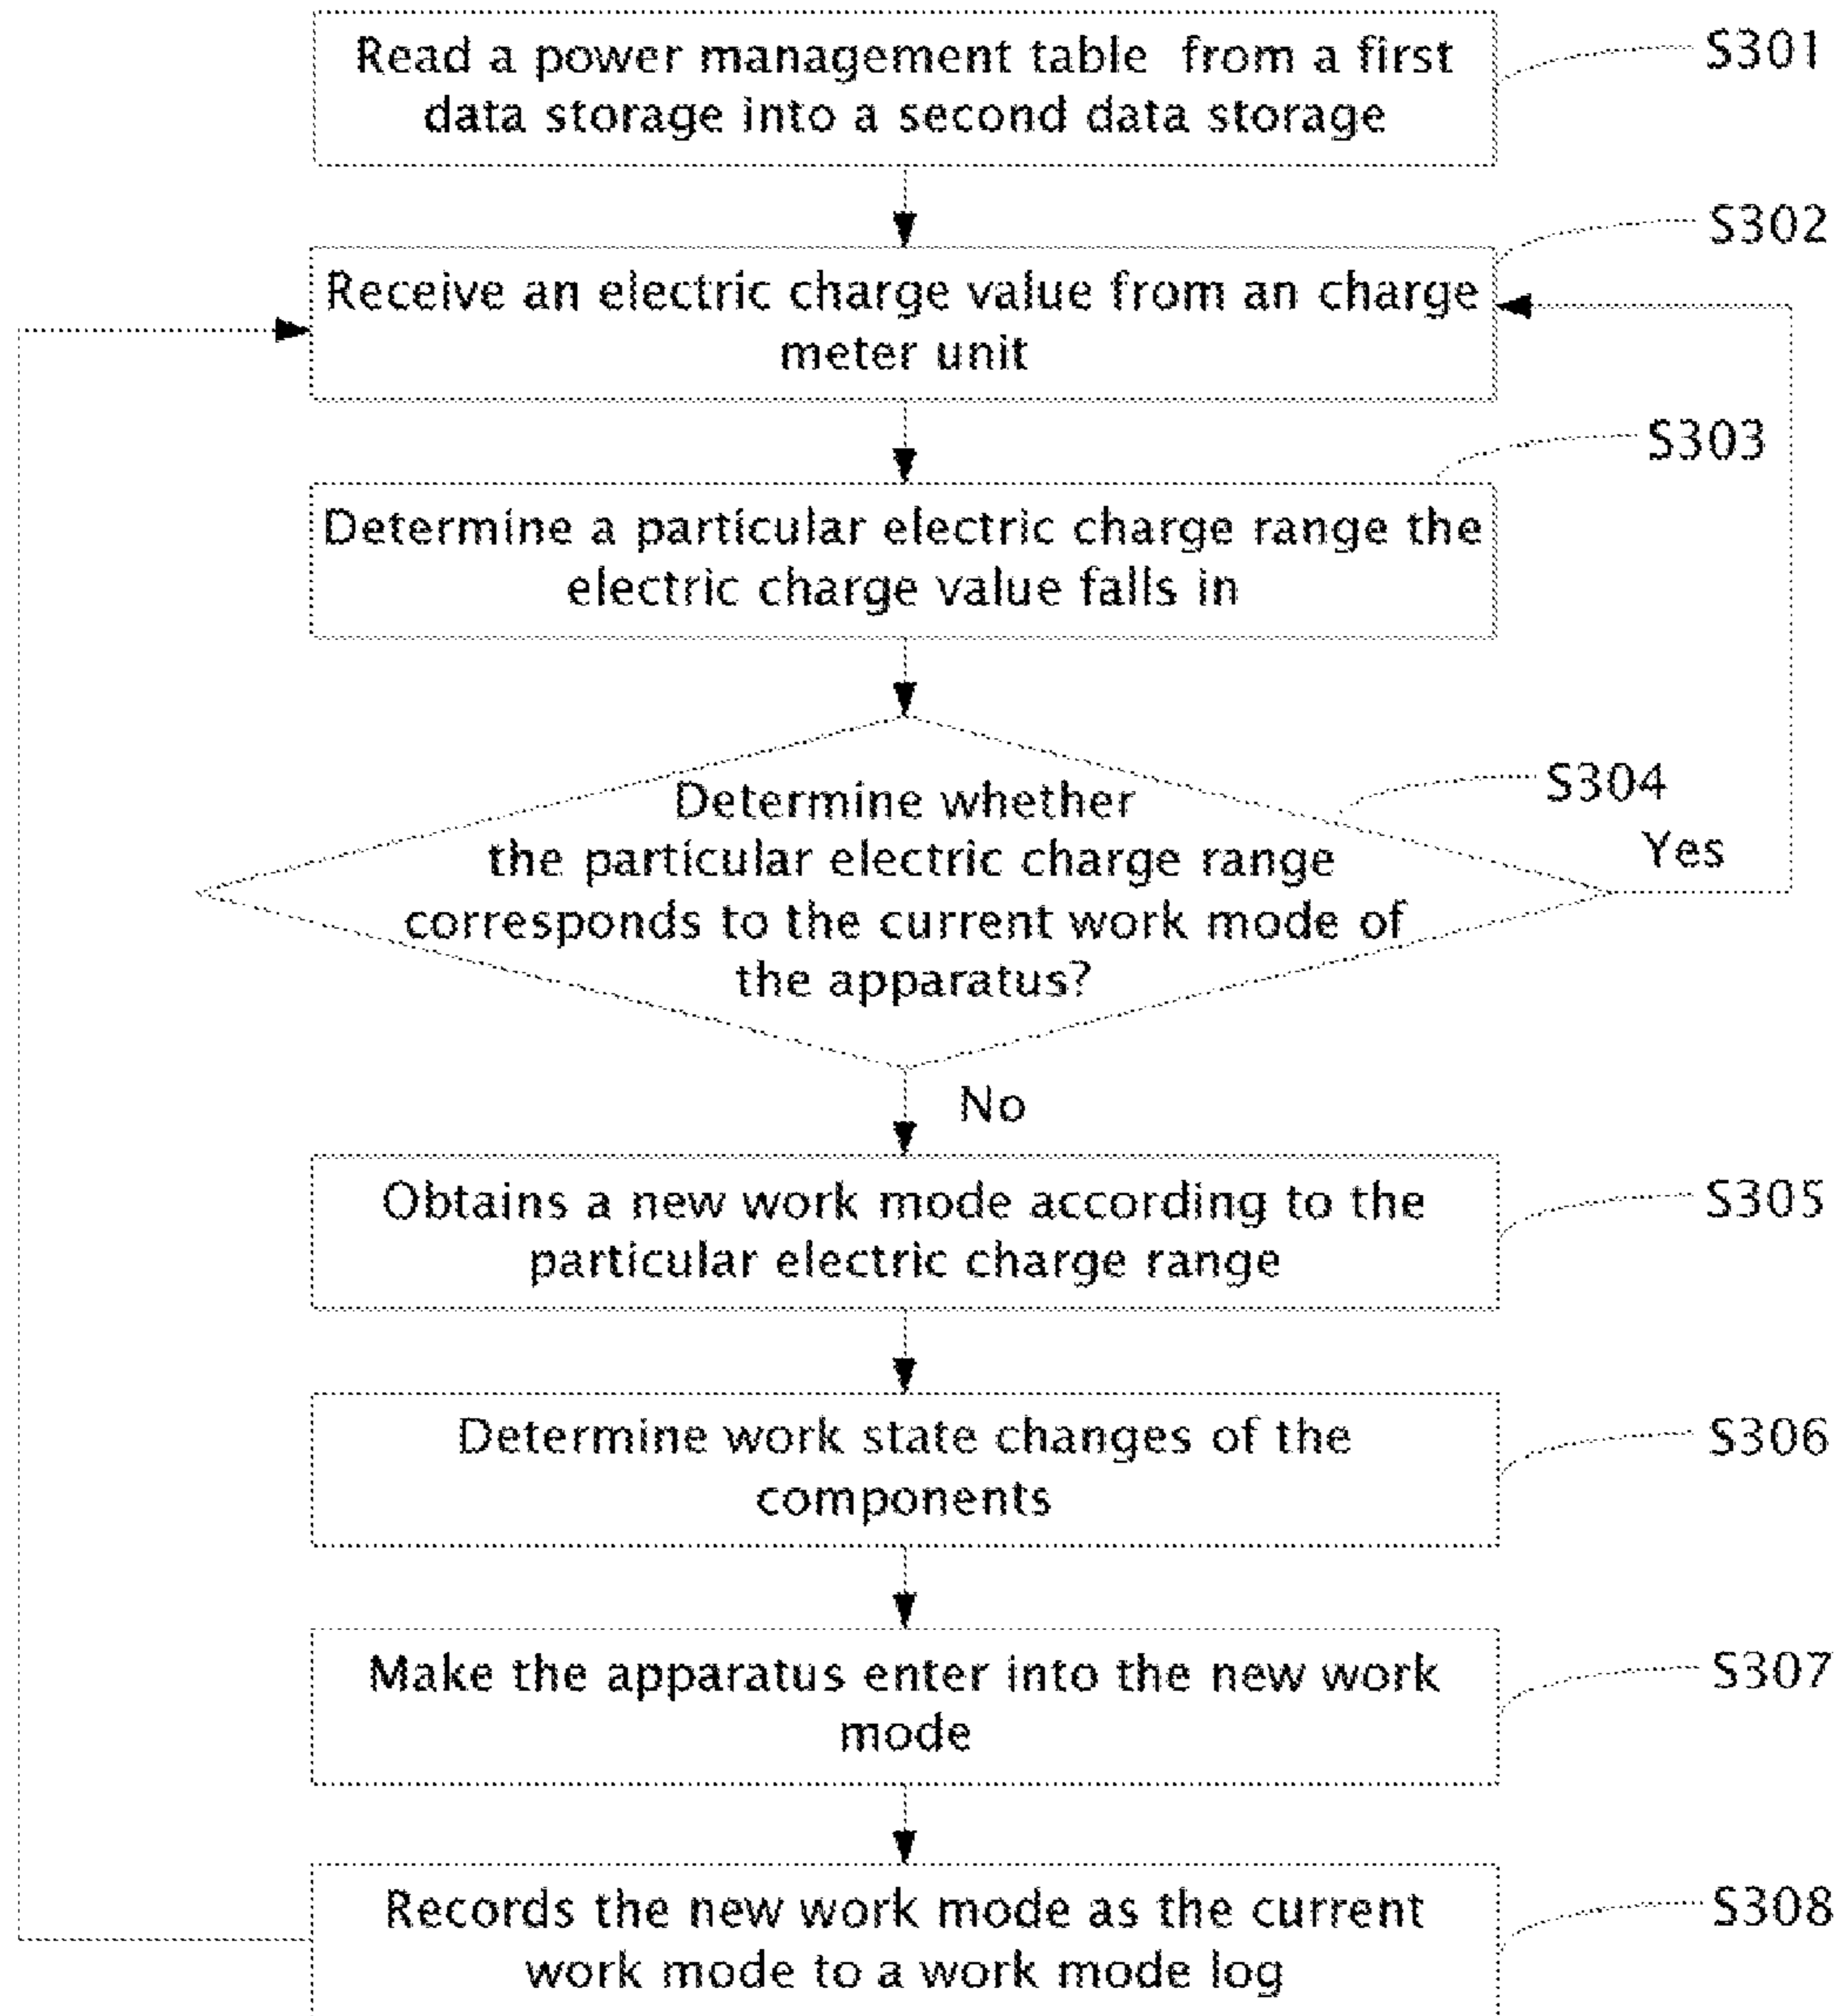 Read a power management table from a first
data storage into a second data storage
S301
Receive an electric charge value from an charge
meter unit
S302
Determine a particular electric charge range the
electric charge value falls in
S303
Determine whether
the particular electric charge range
corresponds to the current work mode of
the apparatus?
S304
Yes
No
Obtains a new work mode according to the
particular electric charge range
S305
Determine work state changes of the
components
S306
Make the apparatus enter into the new work
mode
S307
Records the new work mode as the current
work mode to a work mode log
S308